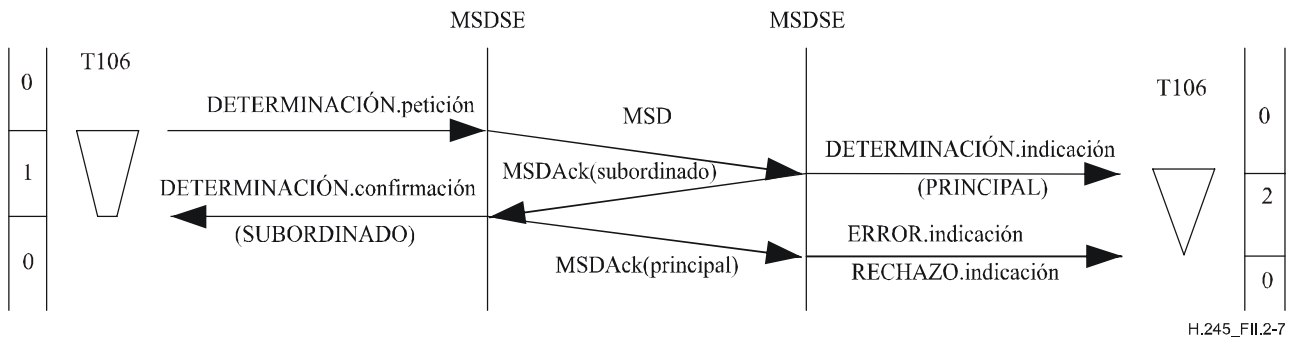 MSDSE
MSDSE
T106
T106
0
1
0
DETERMINACIÓN.petición
MSD
DETERMINACIÓN.indicación
(PRINCIPAL)
MSDAck(subordinado)
DETERMINACIÓN.confirmación
(SUBORDINADO)
MSDAck(principal)
ERROR.indicación
RECHAZO.indicación
0
2
0
H.245_FII.2-7